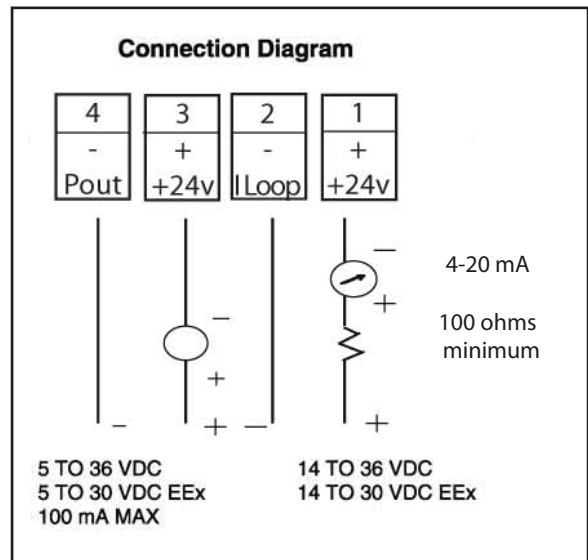 Connection Diagram
4 3 2 1
- + - +
Pout +24v I Loop +24v
4-20 mA
100 ohms
minimum
5 TO 36 VDC
5 TO 30 VDC EEx
100 mA MAX
14 TO 36 VDC
14 TO 30 VDC EEx